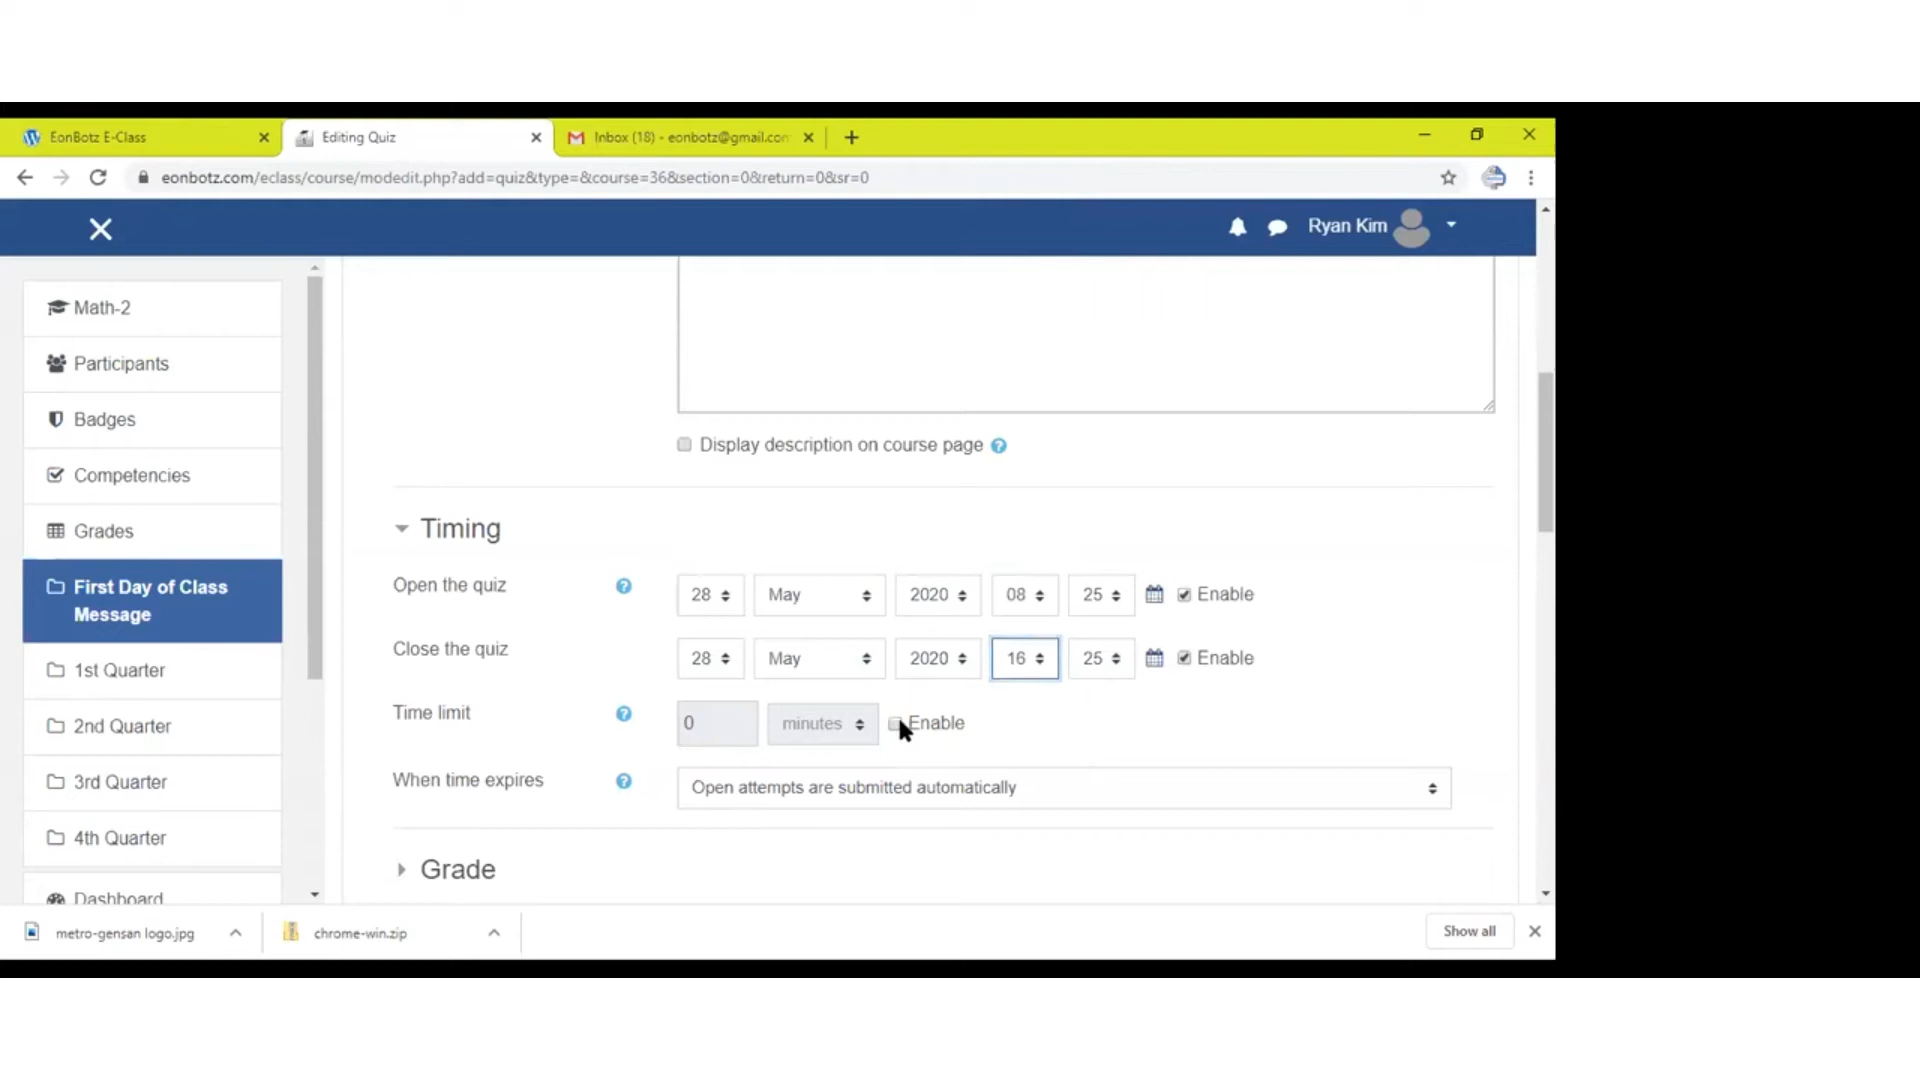 EonBotz E-Class
Editing Quiz
Inbox (18) - eonbotz@gmail.com
eonbotz.com/eclass/course/modedit.php?add=quiz&type=&course=36&section=0&return=0&sr=0
Ryan Kim
Math-2
Participants
Badges
Competencies
Grades
First Day of Class
Message
1st Quarter
2nd Quarter
3rd Quarter
4th Quarter
Dashboard
Display description on course page
Timing
Open the quiz 28 May 2020 08 25 Enable
Close the quiz 28 May 2020 16 25 Enable
Time limit 0 minutes Enable
When time expires Open attempts are submitted automatically
Grade
metro-gensan logo.jpg
chrome-win.zip
Show all